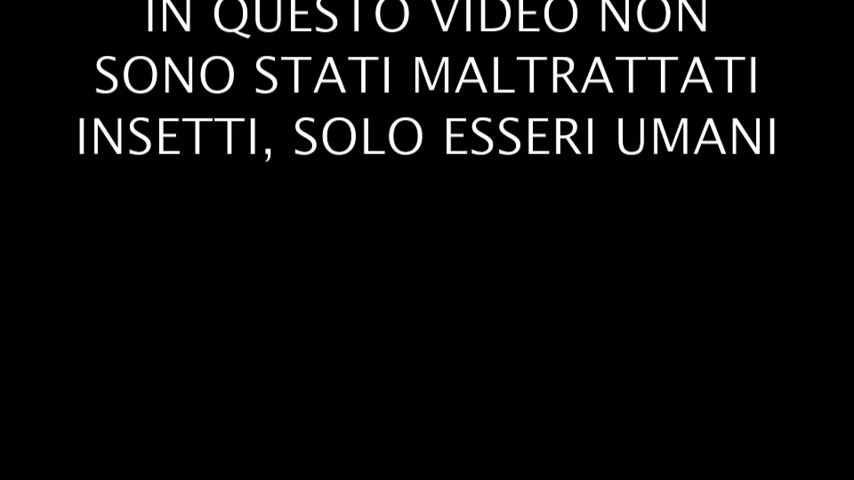 IN QUESTO VIDEO NON
SONO STATI MALTRATTATI
INSETTI, SOLO ESSERI UMANI